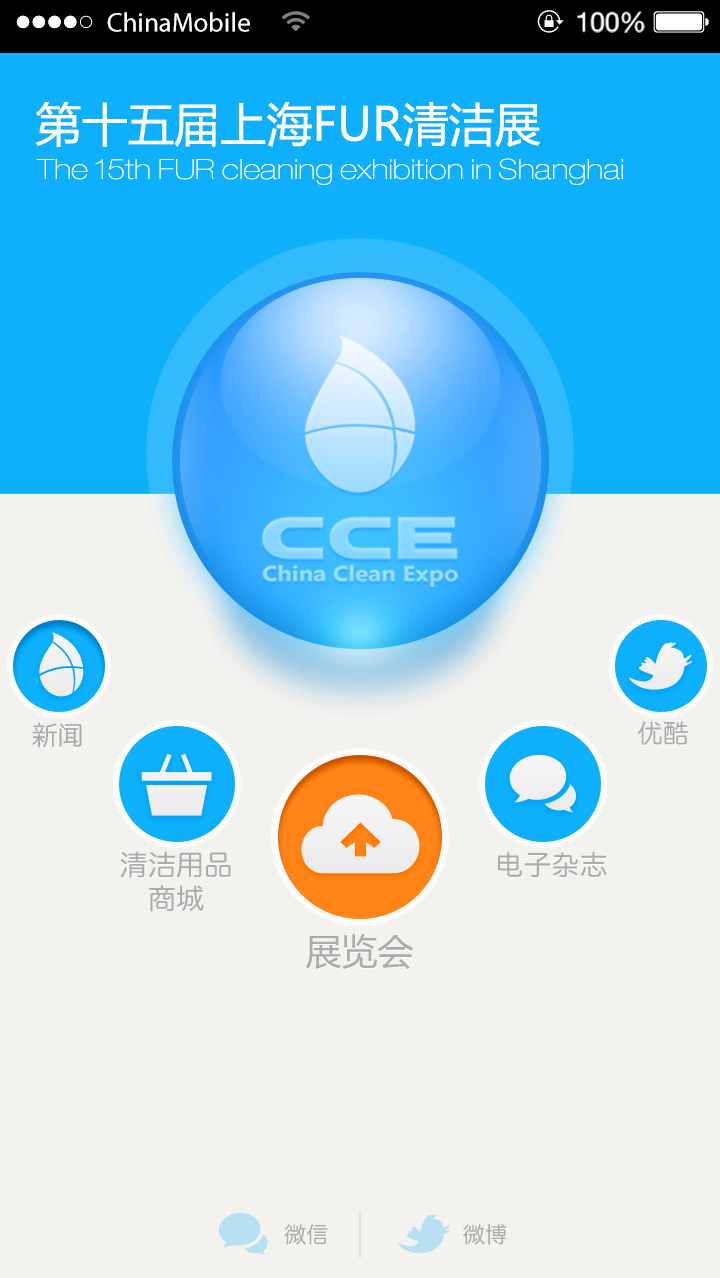 ChinaMobile 100%
第十五届上海FUR清洁展
The 15th FUR cleaning exhibition in Shanghai
CCE
China Clean Expo
新闻
优酷
清洁用品
商城
电子杂志
展览会
微信
微博